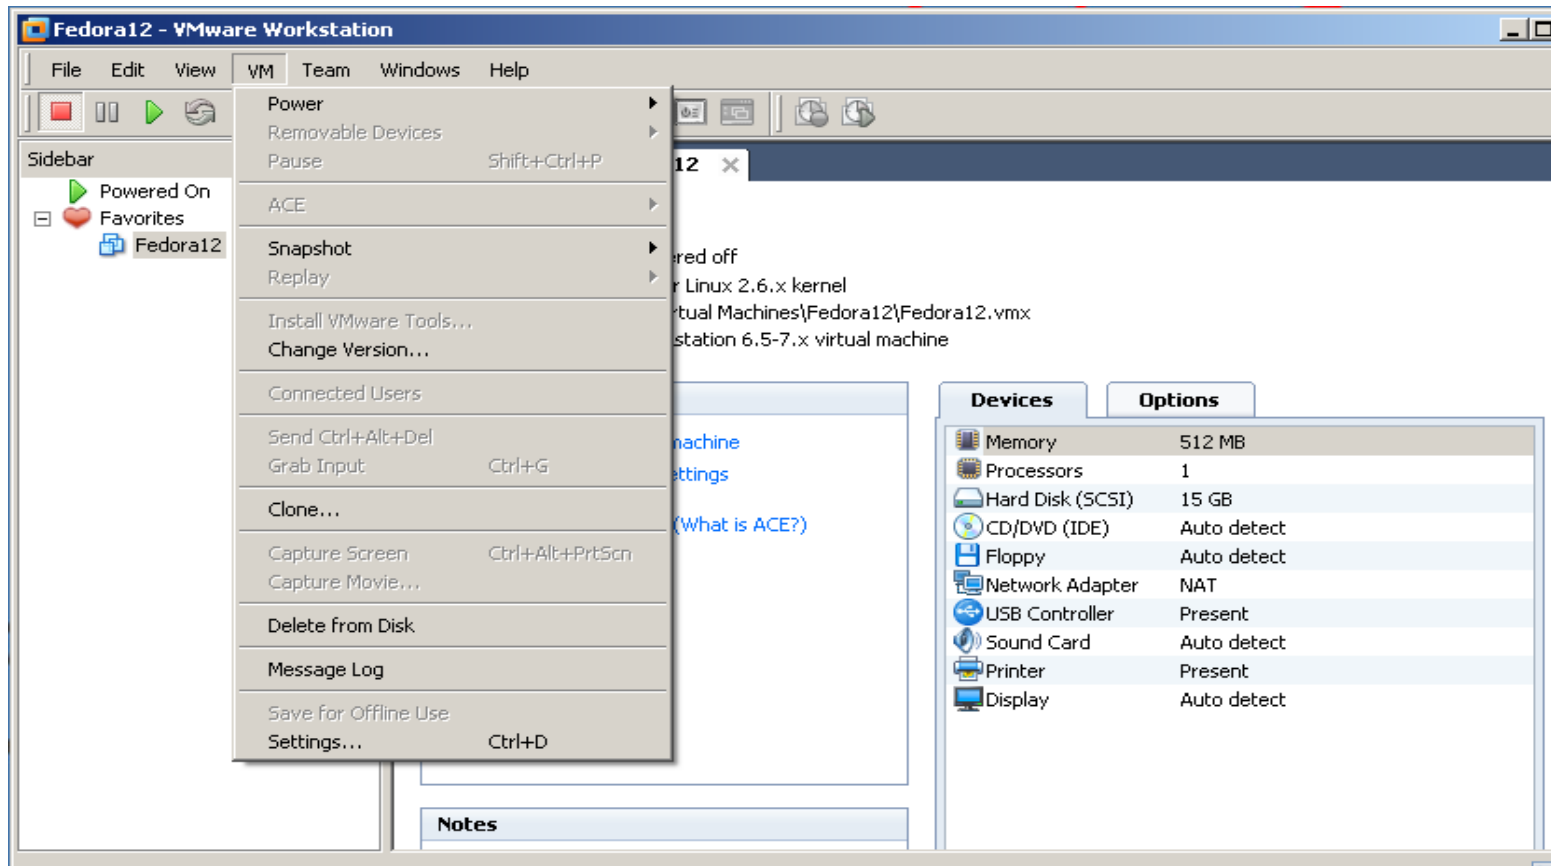 Fedora12 - VMware Workstation
File Edit View VM Team Windows Help
Sidebar
Powered On
Favorites
Fedora12
Power
Removable Devices
Pause Shift+Ctrl+P
ACE
Snapshot
Replay
Install VMware Tools...
Change Version...
Connected Users
Send Ctrl+Alt+Del
Grab Input Ctrl+G
Clone...
Capture Screen Ctrl+Alt+PrtScn
Capture Movie...
Delete from Disk
Message Log
Save for Offline Use
Settings... Ctrl+D
12
off
Linux 2.6.x kernel
Machines\Fedora12\Fedora12.vmx
6.5-7.x virtual machine
(What is ACE?)
Notes
Devices Options
Memory 512 MB
Processors 1
Hard Disk (SCSI) 15 GB
CD/DVD (IDE) Auto detect
Floppy Auto detect
Network Adapter NAT
USB Controller Present
Sound Card Auto detect
Printer Present
Display Auto detect